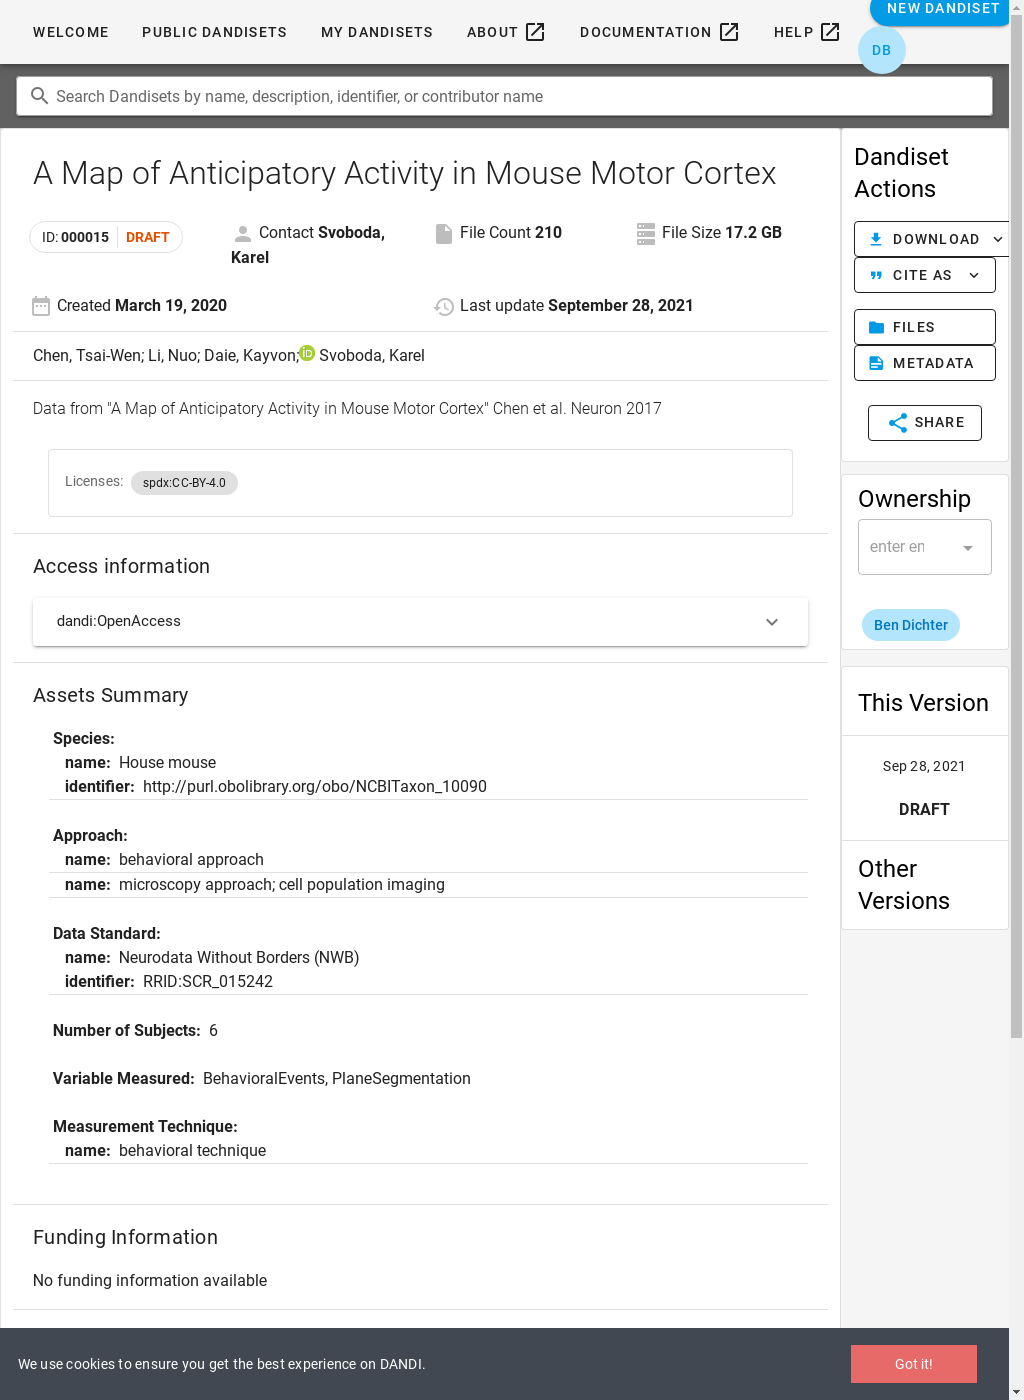 WELCOME PUBLIC DANDISETS MY DANDISETS ABOUT DOCUMENTATION HELP NEW DANDISET
DB
Search Dandisets by name, description, identifier, or contributor name
A Map of Anticipatory Activity in Mouse Motor Cortex
ID: 000015 DRAFT
Contact Svoboda,
Karel
File Count 210
File Size 17.2 GB
Created March 19, 2020
Last update September 28, 2021
Chen, Tsai-Wen; Li, Nuo; Daie, Kayvon; iD Svoboda, Karel
Data from "A Map of Anticipatory Activity in Mouse Motor Cortex" Chen et al. Neuron 2017
Licenses: spdx:CC-BY-4.0
Access information
dandi:OpenAccess
Assets Summary
Species:
name: House mouse
identifier: http://purl.obolibrary.org/obo/NCBITaxon_10090
Approach:
name: behavioral approach
name: microscopy approach; cell population imaging
Data Standard:
name: Neurodata Without Borders (NWB)
identifier: RRID:SCR_015242
Number of Subjects: 6
Variable Measured: BehavioralEvents, PlaneSegmentation
Measurement Technique:
name: behavioral technique
Funding Information
No funding information available
Dandiset
Actions
DOWNLOAD
CITE AS
FILES
METADATA
SHARE
Ownership
enter en
Ben Dichter
This Version
Sep 28, 2021
DRAFT
Other
Versions
We use cookies to ensure you get the best experience on DANDI.
Got it!